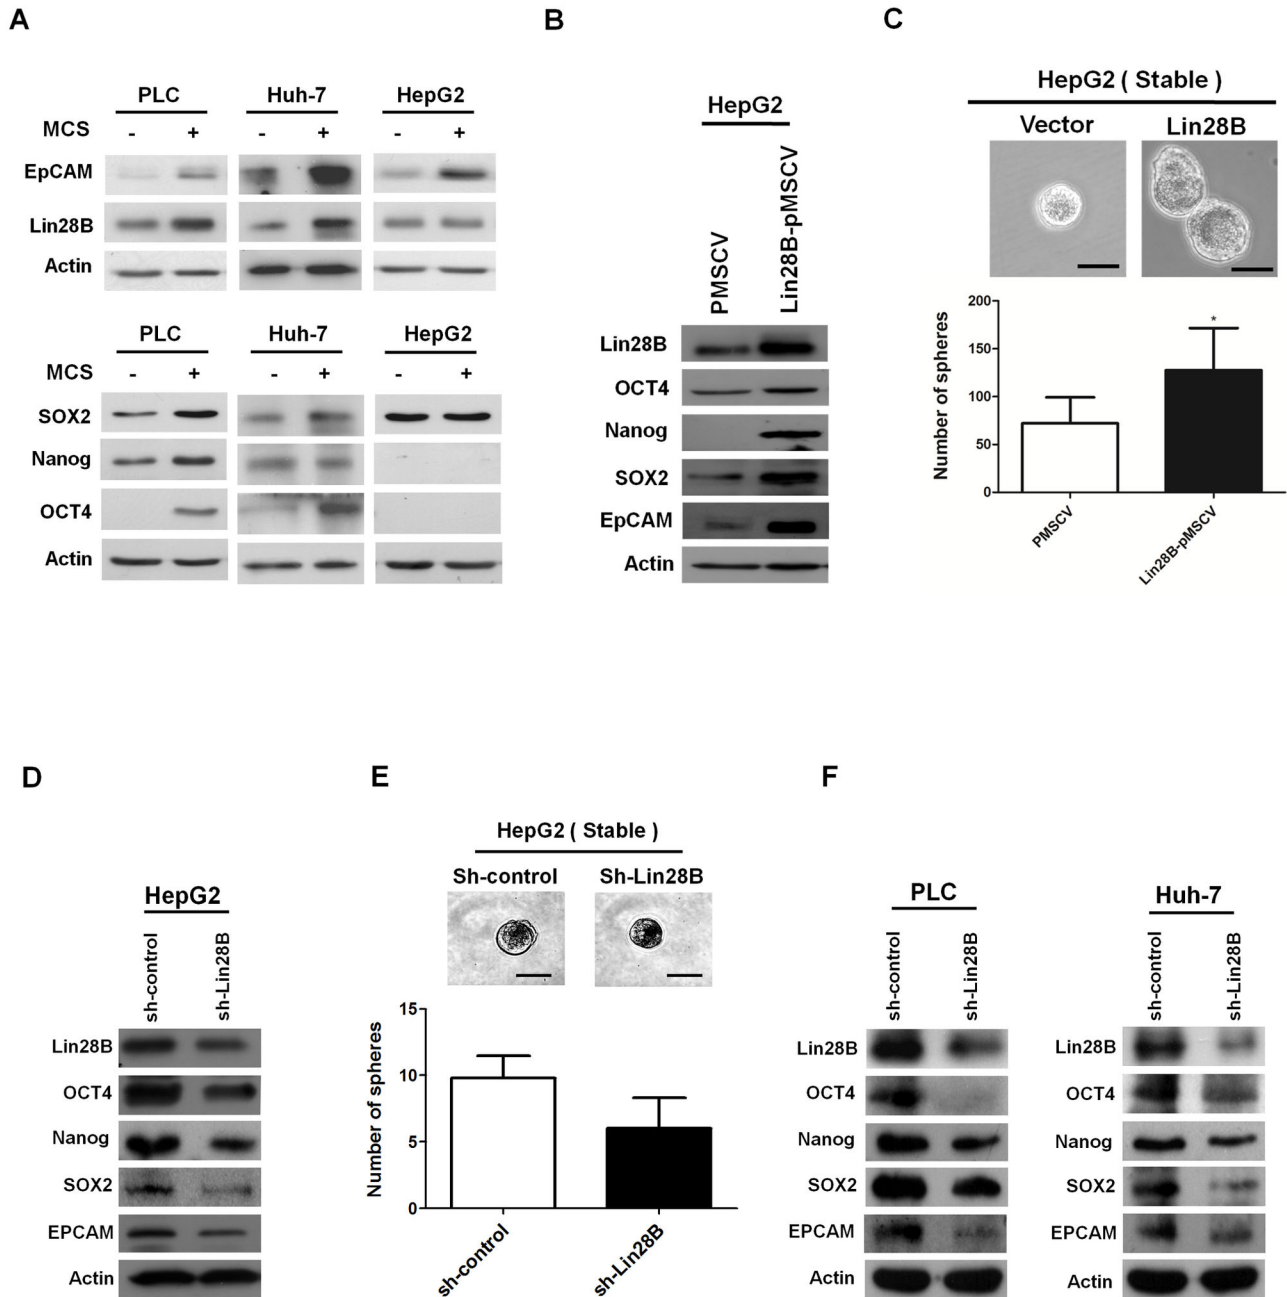 A
PLC Huh-7 HepG2
MCS - + - + - +
EpCAM
Lin28B
Actin
PLC Huh-7 HepG2
MCS - + - + - +
SOX2
Nanog
OCT4
Actin
B
HepG2
PMSCV
Lin28B-pMSCV
Lin28B
OCT4
Nanog
SOX2
EpCAM
Actin
C
HepG2 ( Stable )
Vector Lin28B
Number of spheres
200
150
100
50
0
*
PMSCV
Lin28B-pMSCV
D
HepG2
sh-control
sh-Lin28B
Lin28B
OCT4
Nanog
SOX2
EPCAM
Actin
E
HepG2 ( Stable )
Sh-control Sh-Lin28B
Number of spheres
15
10
5
0
sh-control
sh-Lin28B
F
PLC
sh-control
sh-Lin28B
Lin28B
OCT4
Nanog
SOX2
EPCAM
Actin
Huh-7
sh-control
sh-Lin28B
Lin28B
OCT4
Nanog
SOX2
EPCAM
Actin